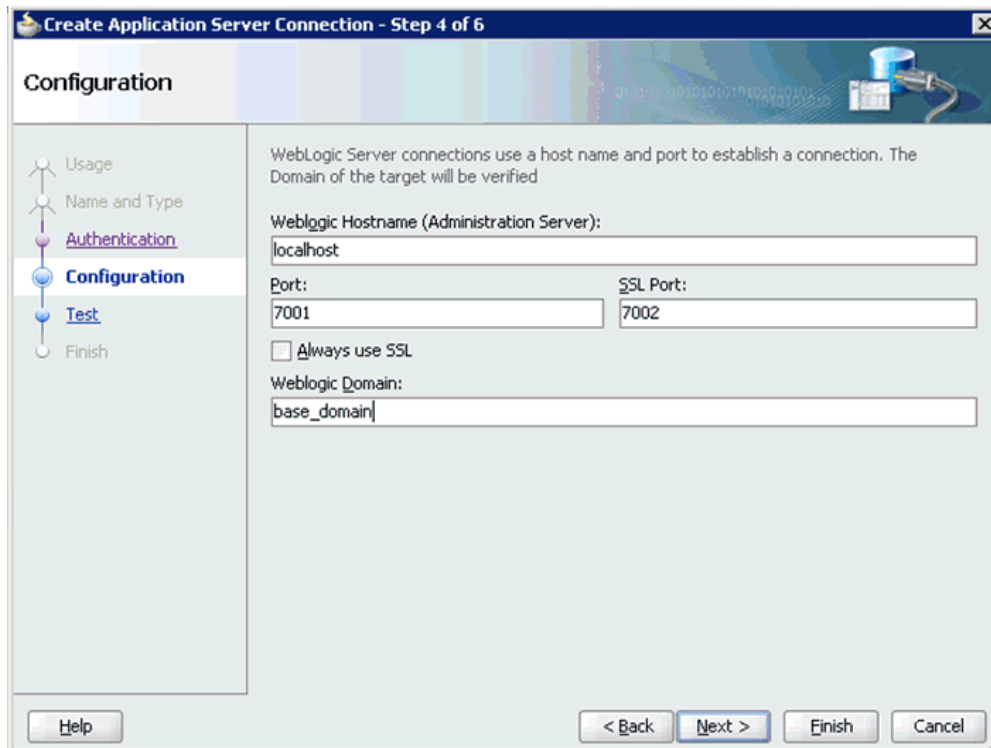 Create Application Server Connection - Step 4 of 6
Configuration
010101010101010101010101010101
01010101010
Usage
Name and Type
Authentication
Configuration
Test
Finish
WebLogic Server connections use a host name and port to establish a connection. The
Domain of the target will be verified
Weblogic Hostname (Administration Server):
localhost
Port:
SSL Port:
7001
7002
Always use SSL
Weblogic Domain:
base_domain
Help
< Back
Next >
Finish
Cancel